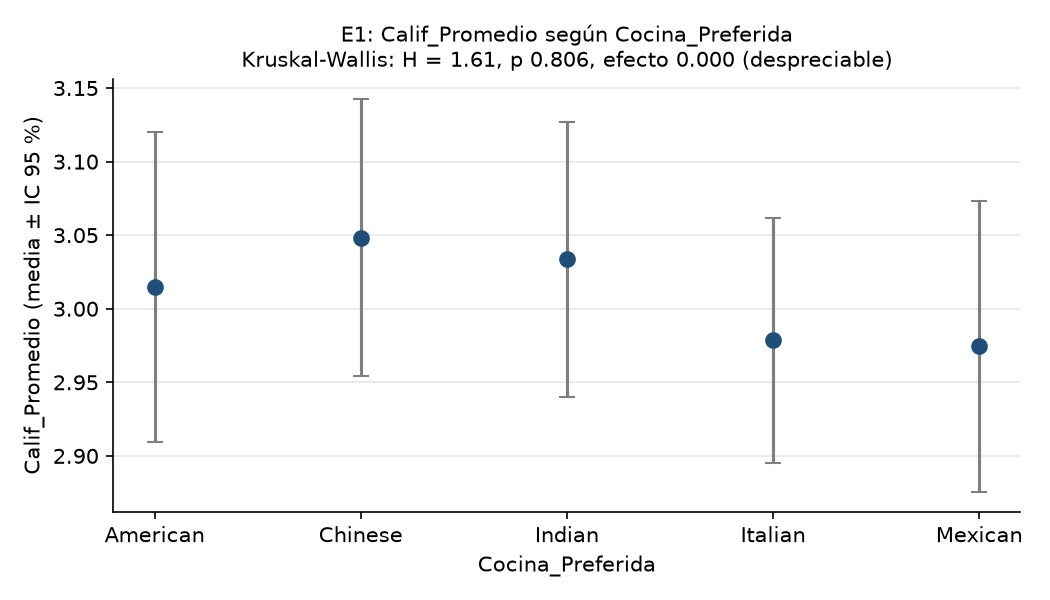 E1: Calif_Promedio según Cocina_Preferida
Kruskal-Wallis: H = 1.61, p 0.806, efecto 0.000 (despreciable)
Calif_Promedio (media ± IC 95 %)
3.15
3.10
3.05
3.00
2.95
2.90
American Chinese Indian Italian Mexican
Cocina_Preferida